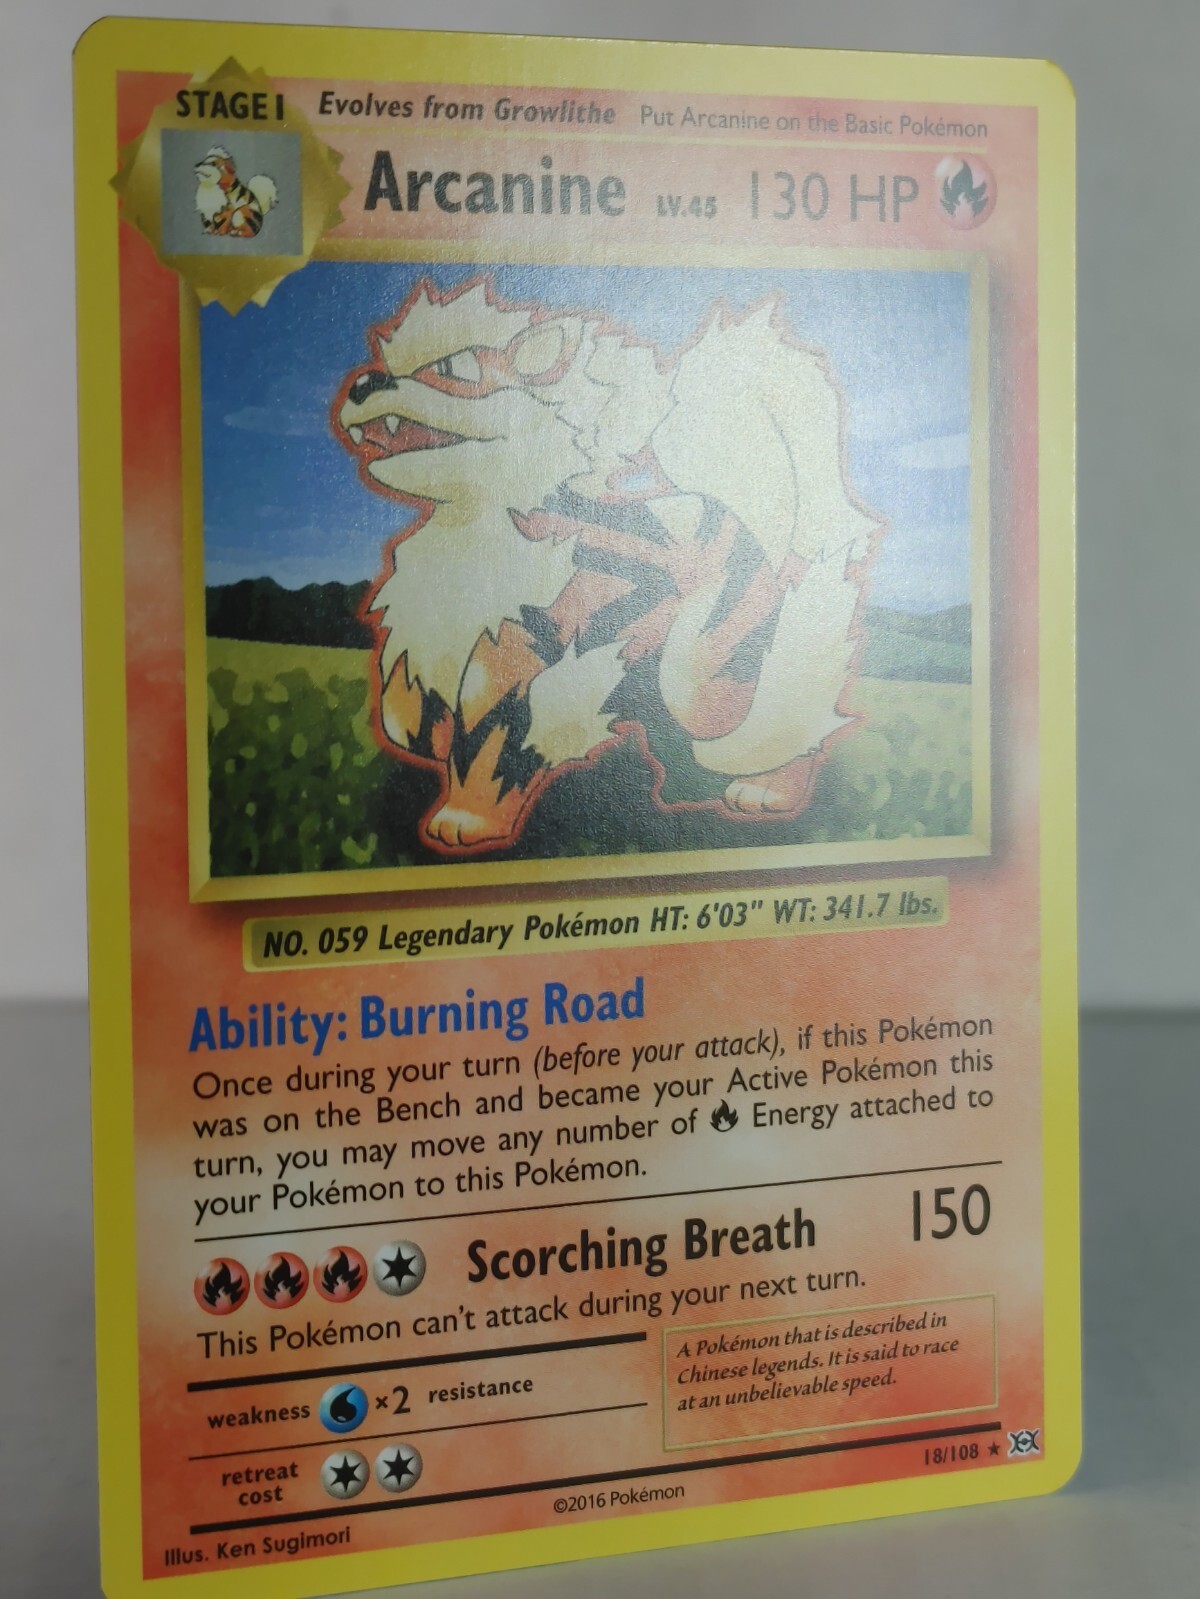 STAGE 1 Evolves from Growlithe Put Arcanine on the Basic Pokémon
Arcanine LV.45 130 HP
NO. 059 Legendary Pokémon HT: 6'03" WT: 341.7 lbs.
Ability: Burning Road
Once during your turn (before your attack), if this Pokémon
was on the Bench and became your Active Pokémon this
turn, you may move any number of Energy attached to
your Pokémon to this Pokémon.
Scorching Breath 150
This Pokémon can't attack during your next turn.
A Pokémon that is described in
Chinese legends. It is said to race
at an unbelievable speed.
weakness ×2 resistance
retreat
cost
18/108
©2016 Pokémon
Illus. Ken Sugimori